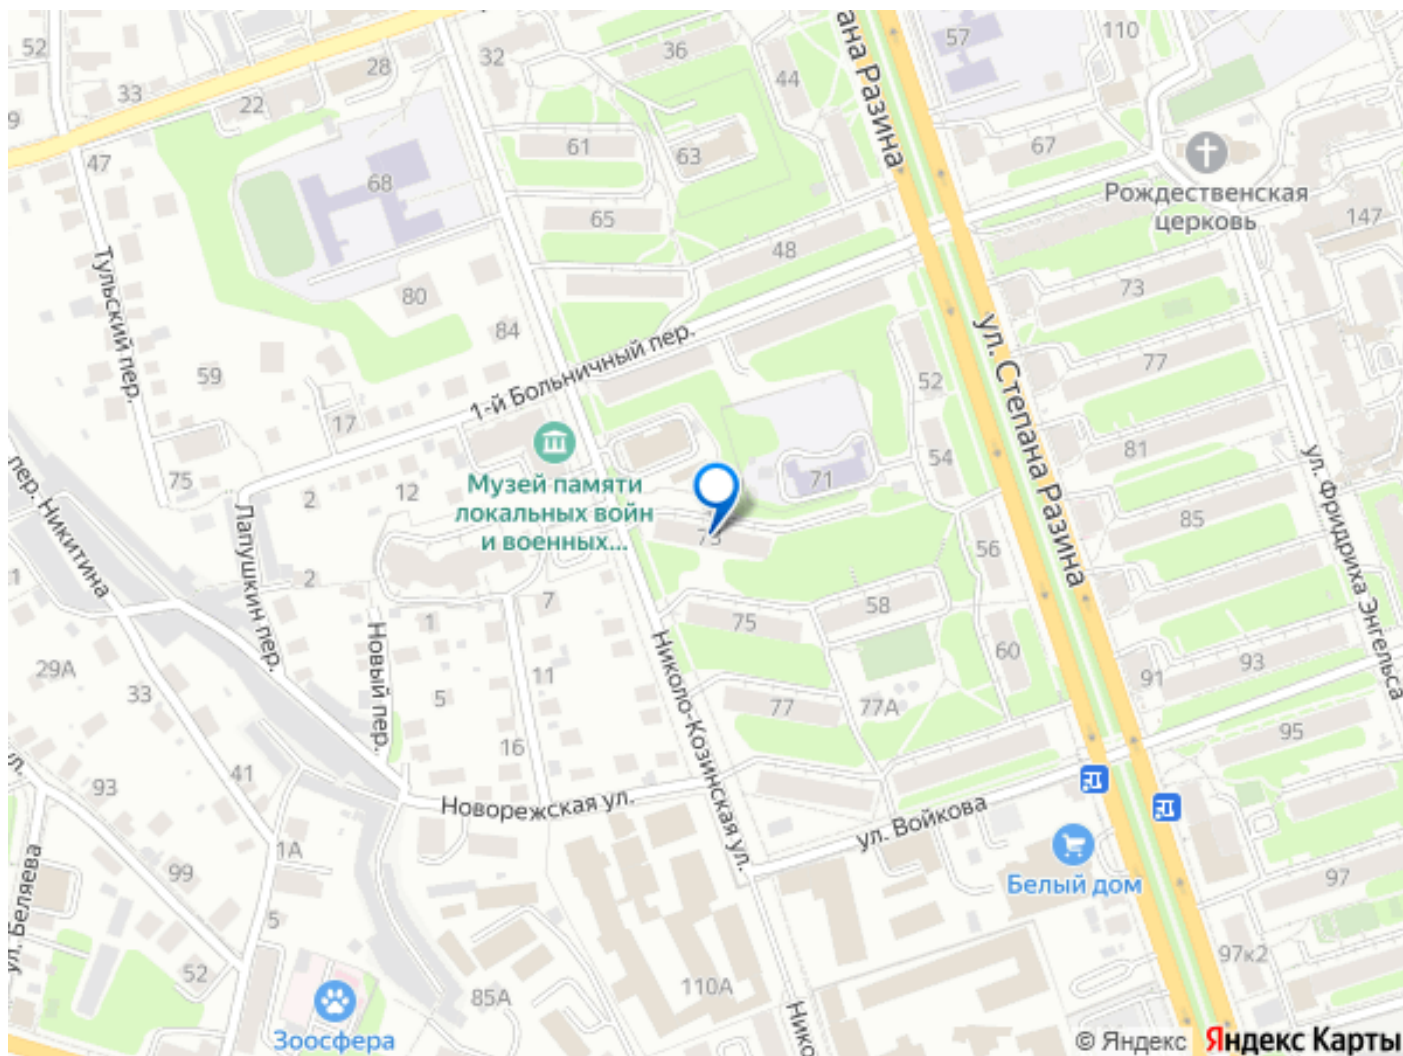 52
32
36
44
57
110
33
28
22
9
47
61
63
67
ана Разина
68
Рождественская
церковь
65
48
147
Тульский пер.
80
73
84
1-й Больничный пер.
ул. Степана Разина
77
59
52
17
81
54
71
75
2
12
Музей памяти
локальных войн
и военных...
73
85
56
пер. Никитина
Лапушкин пер.
ул. Фридриха Энгельса
1
2
7
58
1
75
29А
Новый пер.
Николо-Козинская ул.
60
93
91
11
33
5
77
77А
16
95
41
93
ул.
Новорежская ул.
ул. Войкова
1А
99
Белый дом
97
ул. Беляева
5
52
97к2
85А
110А
Нико
Зоосфера
© Яндекс Яндекс Карты